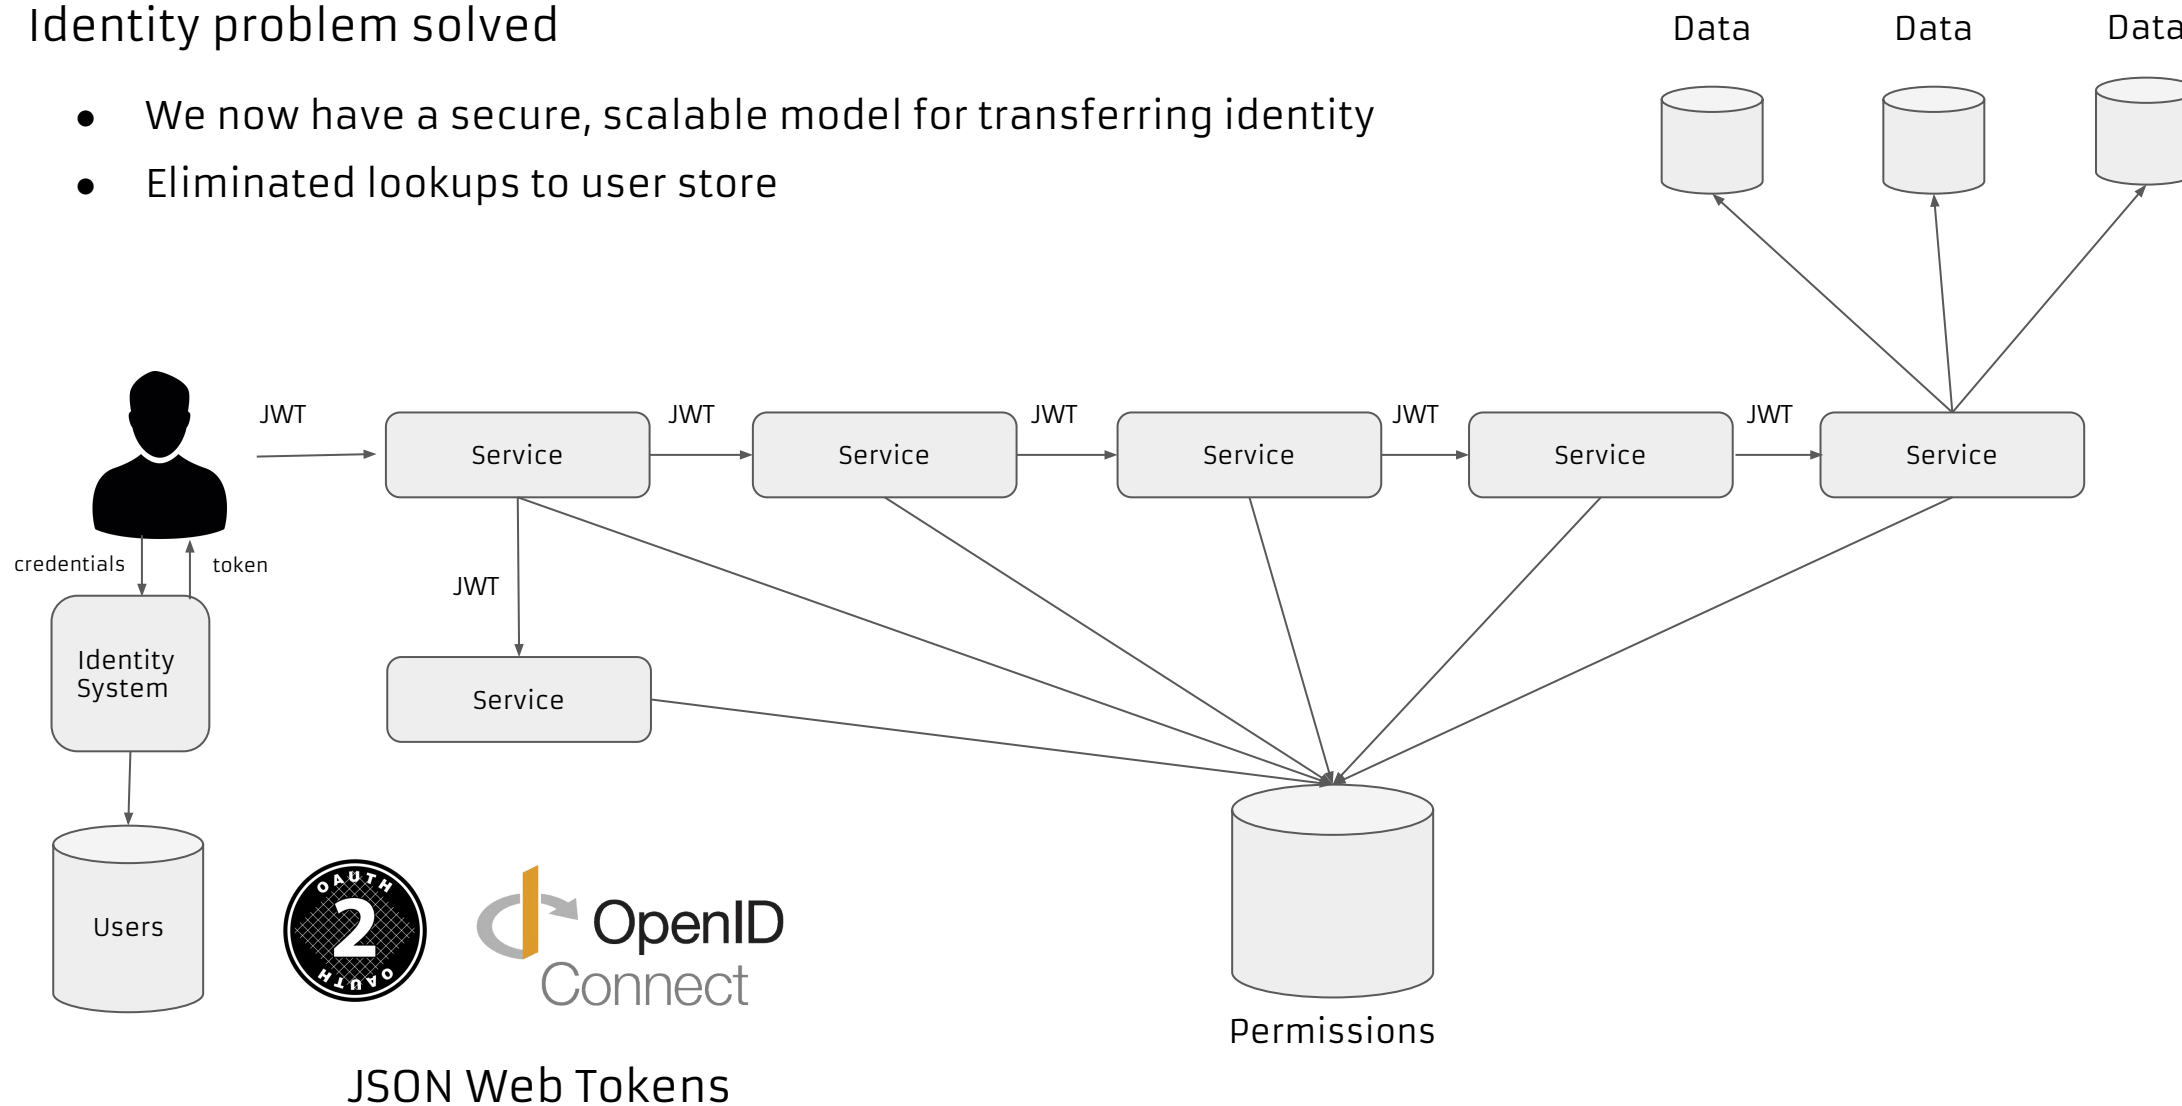 Identity problem solved
Data
Data
Data
● We now have a secure, scalable model for transferring identity
● Eliminated lookups to user store
JWT
JWT
JWT
JWT
JWT
Service
Service
Service
Service
Service
credentials
token
JWT
Identity
System
Service
Users
OAUTH
2
OAUTH
OpenID
Connect
Permissions
JSON Web Tokens